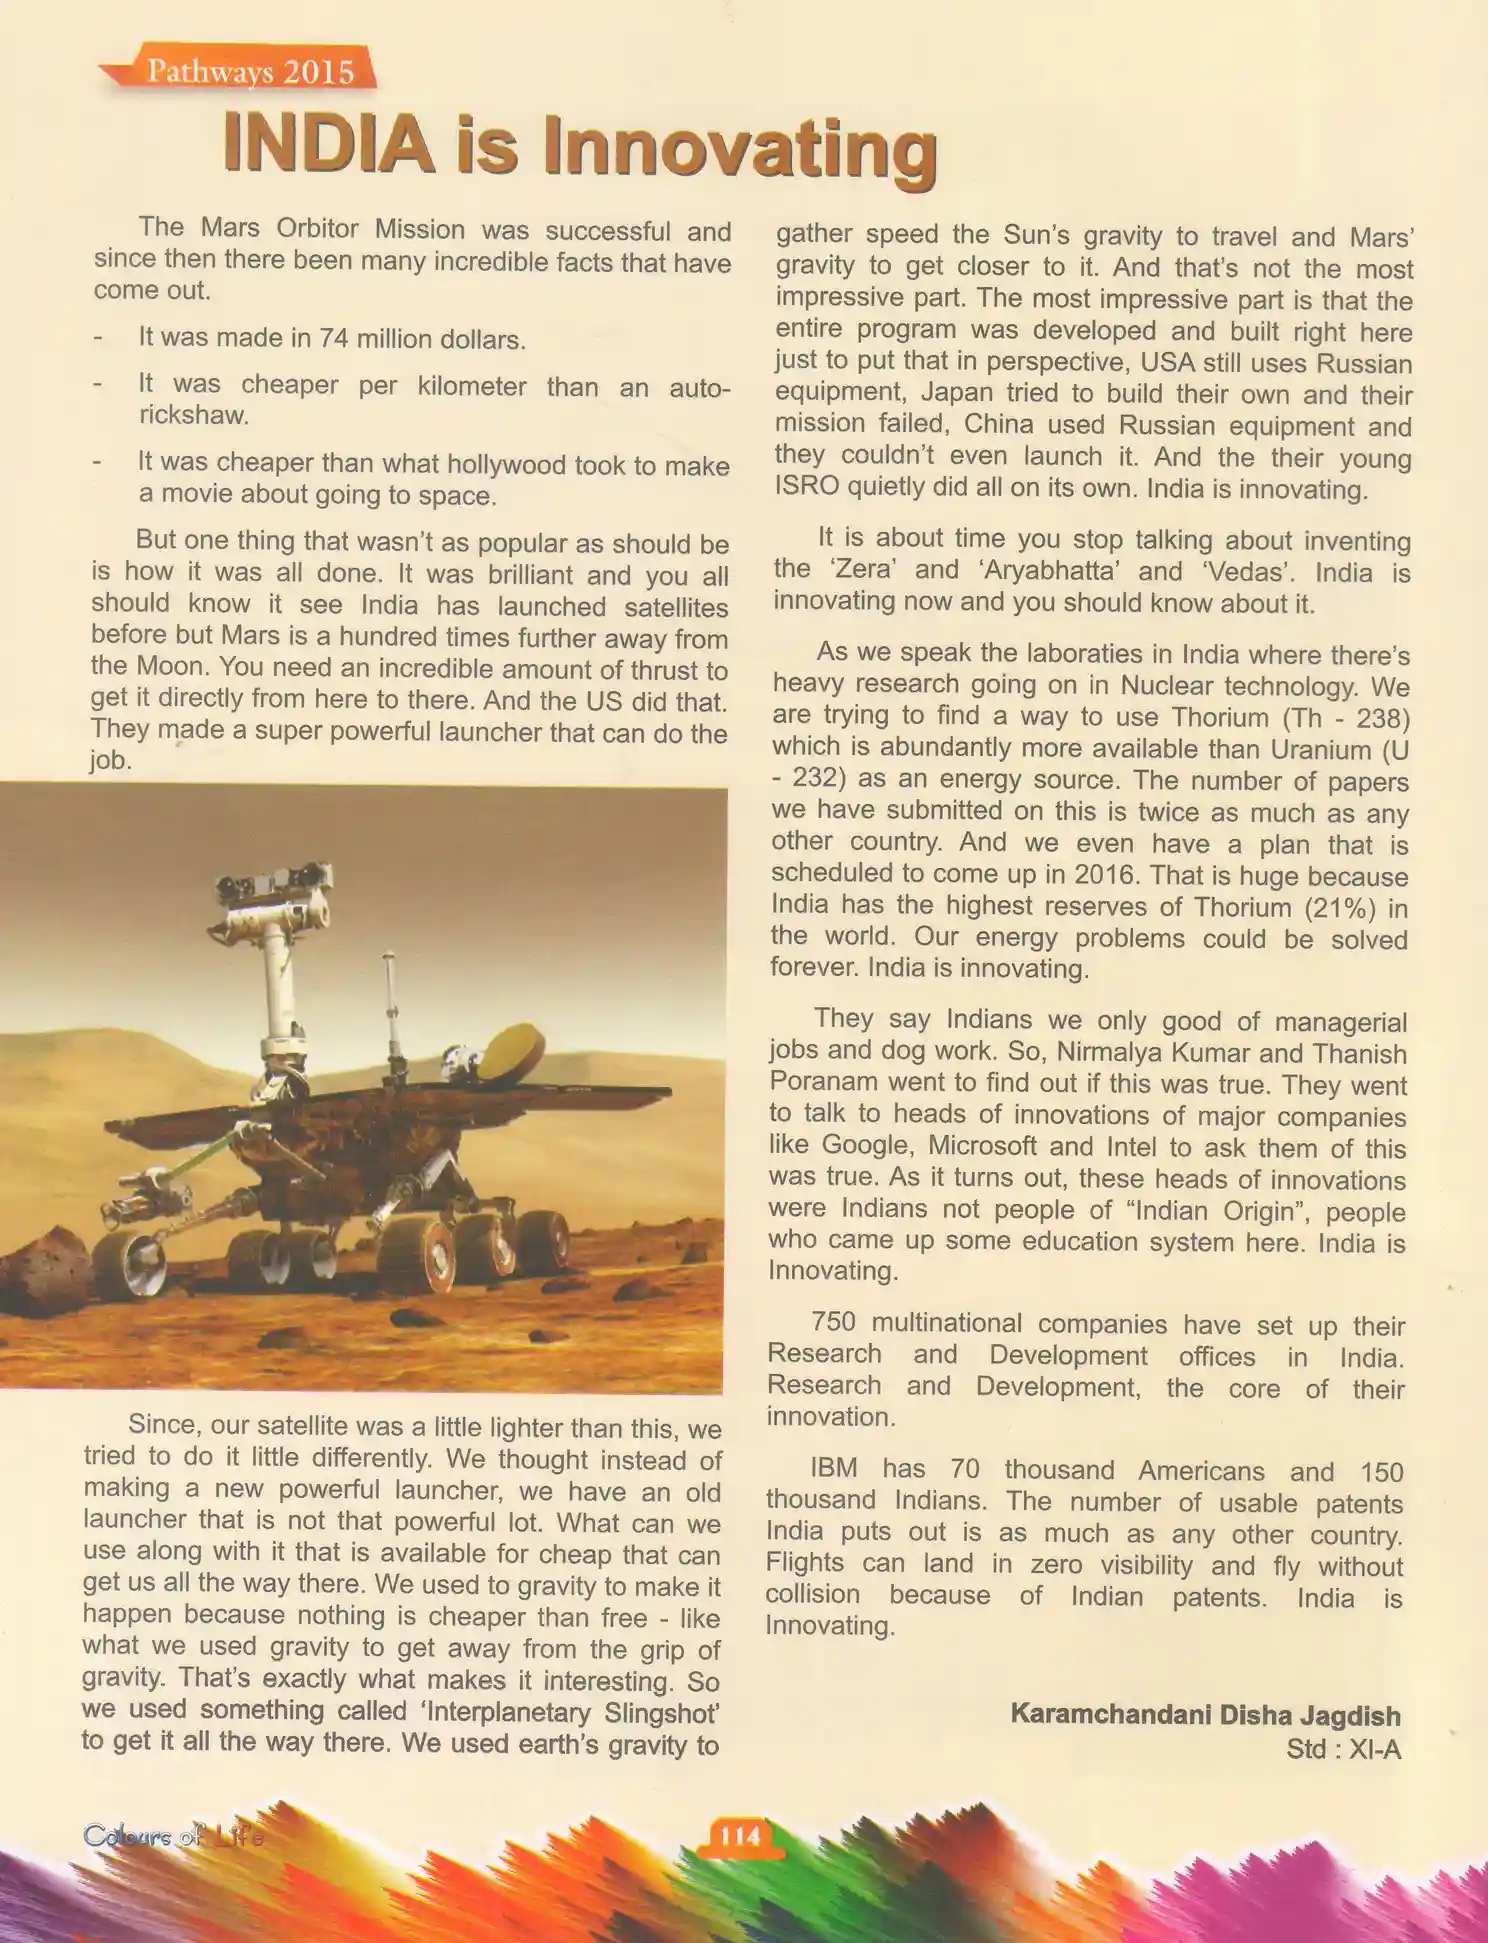 Pathways 2015
INDIA is Innovating
The Mars Orbitor Mission was successful and
since then there been many incredible facts that have
come out.
- It was made in 74 million dollars.
- It was cheaper per kilometer than an auto-
rickshaw.
- It was cheaper than what hollywood took to make
a movie about going to space.
But one thing that wasn't as popular as should be
is how it was all done. It was brilliant and you all
should know it see India has launched satellites
before but Mars is a hundred times further away from
the Moon. You need an incredible amount of thrust to
get it directly from here to there. And the US did that.
They made a super powerful launcher that can do the
job.
Since, our satellite was a little lighter than this, we
tried to do it little differently. We thought instead of
making a new powerful launcher, we have an old
launcher that is not that powerful lot. What can we
use along with it that is available for cheap that can
get us all the way there. We used to gravity to make it
happen because nothing is cheaper than free - like
what we used gravity to get away from the grip of
gravity. That's exactly what makes it interesting. So
we used something called 'Interplanetary Slingshot'
to get it all the way there. We used earth's gravity to
gather speed the Sun's gravity to travel and Mars'
gravity to get closer to it. And that's not the most
impressive part. The most impressive part is that the
entire program was developed and built right here
just to put that in perspective, USA still uses Russian
equipment, Japan tried to build their own and their
mission failed, China used Russian equipment and
they couldn't even launch it. And the their young
ISRO quietly did all on its own. India is innovating.
It is about time you stop talking about inventing
the 'Zera' and 'Aryabhatta' and 'Vedas'. India is
innovating now and you should know about it.
As we speak the laboraties in India where there's
heavy research going on in Nuclear technology. We
are trying to find a way to use Thorium (Th - 238)
which is abundantly more available than Uranium (U
- 232) as an energy source. The number of papers
we have submitted on this is twice as much as any
other country. And we even have a plan that is
scheduled to come up in 2016. That is huge because
India has the highest reserves of Thorium (21%) in
the world. Our energy problems could be solved
forever. India is innovating.
They say Indians we only good of managerial
jobs and dog work. So, Nirmalya Kumar and Thanish
Poranam went to find out if this was true. They went
to talk to heads of innovations of major companies
like Google, Microsoft and Intel to ask them of this
was true. As it turns out, these heads of innovations
were Indians not people of "Indian Origin", people
who came up some education system here. India is
Innovating.
750 multinational companies have set up their
Research and Development offices in India.
Research and Development, the core of their
innovation.
IBM has 70 thousand Americans and 150
thousand Indians. The number of usable patents
India puts out is as much as any other country.
Flights can land in zero visibility and fly without
collision because of Indian patents. India is
Innovating.
Karamchandani Disha Jagdish
Std : XI-A
Colours of Life
114